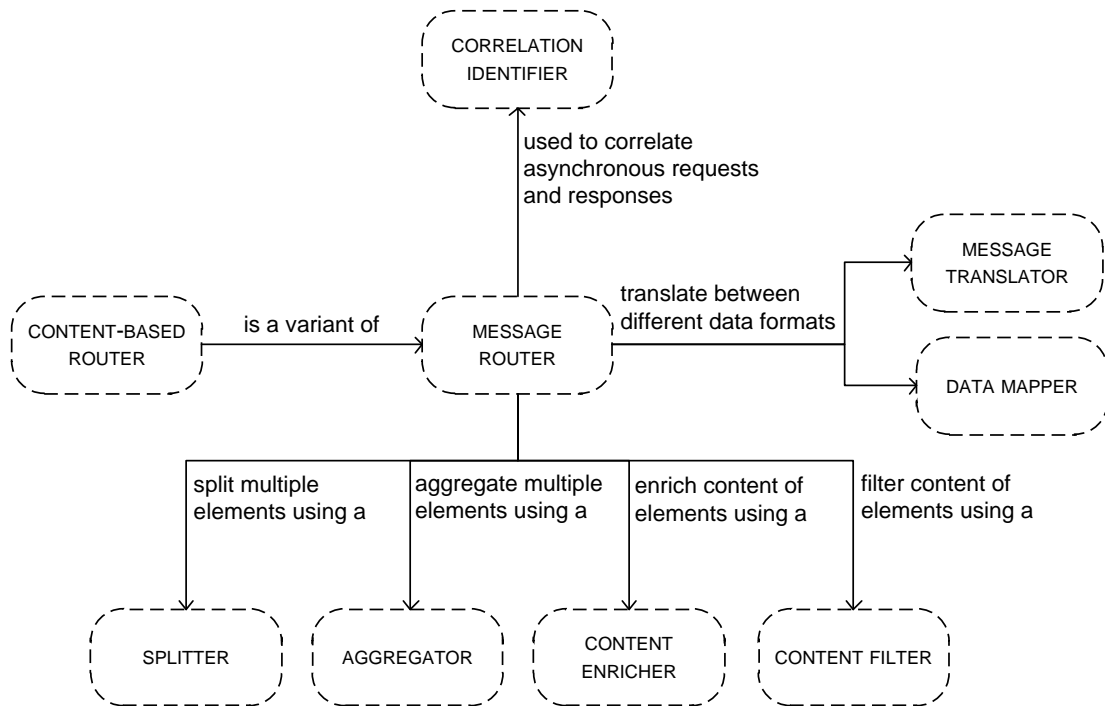 CORRELATION
IDENTIFIER
used to correlate
asynchronous requests
and responses
MESSAGE
TRANSLATOR
translate between
different data formats
CONTENT-BASED
ROUTER
is a variant of
MESSAGE
ROUTER
DATA MAPPER
split multiple
elements using a
aggregate multiple
elements using a
enrich content of
elements using a
filter content of
elements using a
SPLITTER
AGGREGATOR
CONTENT
ENRICHER
CONTENT FILTER